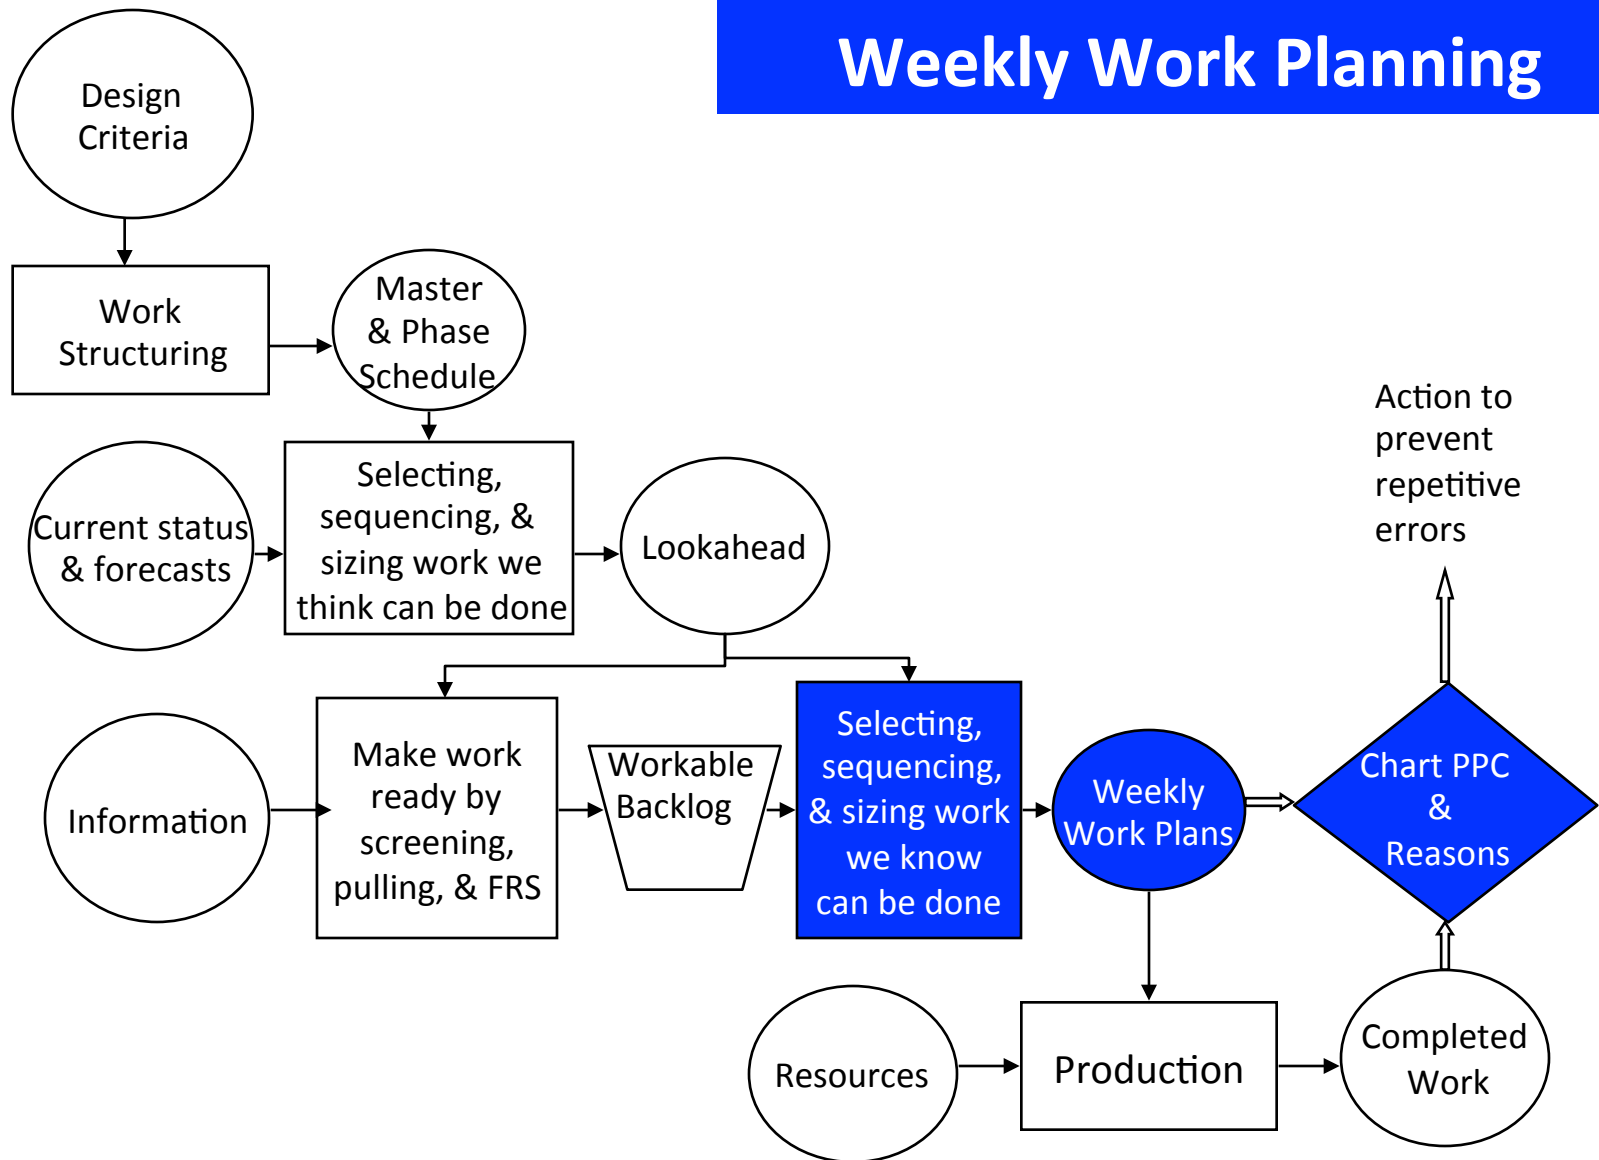 Weekly Work Planning
Design
Criteria
Work
Structuring
Master
& Phase
Schedule
Current status
& forecasts
Selecting,
sequencing, &
sizing work we
think can be done
Lookahead
Action to
prevent
repetitive
errors
Information
Make work
ready by
screening,
pulling, & FRS
Workable
Backlog
Selecting,
sequencing,
& sizing work
we know
can be done
Weekly
Work Plans
Chart PPC
&
Reasons
Resources
Production
Completed
Work